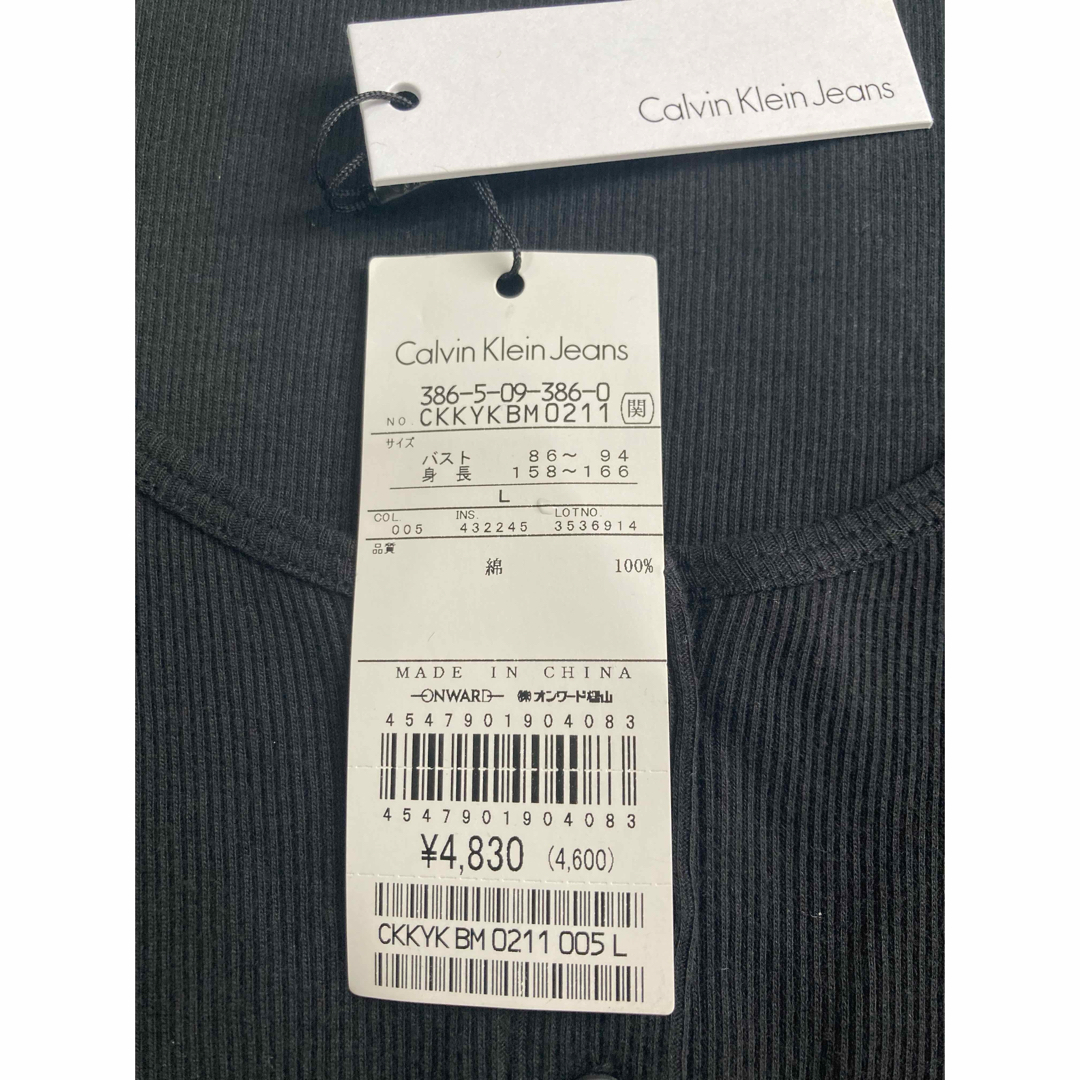 Calvin Klein Jeans
Calvin Klein Jeans
386-5-09-386-0
NO. CKKYKBM0211 関
サイズ
バスト 86～ 94
身長 158～166
L
COL. INS. LOTNO.
005 432245 3536914
品質
綿 100%
MADE IN CHINA
ONWARD ㈱オンワード樫山
4547901904083
4547901904083
¥4,830 (4,600)
CKKYK BM 0211 005 L